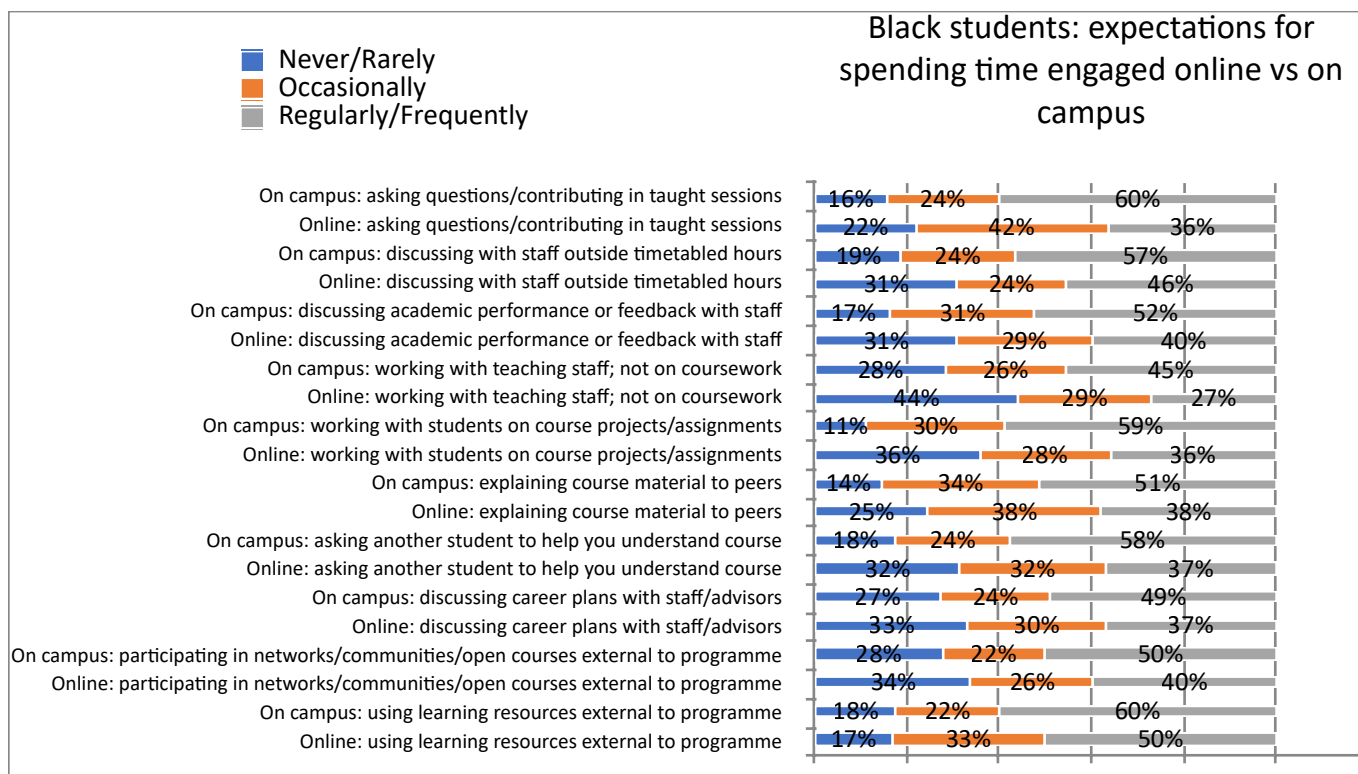 Black students: expectations for
spending time engaged online vs on
campus
Never/Rarely
Occasionally
Regularly/Frequently
On campus: asking questions/contributing in taught sessions 16% 24% 60%
Online: asking questions/contributing in taught sessions 22% 42% 36%
On campus: discussing with staff outside timetabled hours 19% 24% 57%
Online: discussing with staff outside timetabled hours 31% 24% 46%
On campus: discussing academic performance or feedback with staff 17% 31% 52%
Online: discussing academic performance or feedback with staff 31% 29% 40%
On campus: working with teaching staff; not on coursework 28% 26% 45%
Online: working with teaching staff; not on coursework 44% 29% 27%
On campus: working with students on course projects/assignments 11% 30% 59%
Online: working with students on course projects/assignments 36% 28% 36%
On campus: explaining course material to peers 14% 34% 51%
Online: explaining course material to peers 25% 38% 38%
On campus: asking another student to help you understand course 18% 24% 58%
Online: asking another student to help you understand course 32% 32% 37%
On campus: discussing career plans with staff/advisors 27% 24% 49%
Online: discussing career plans with staff/advisors 33% 30% 37%
On campus: participating in networks/communities/open courses external to programme 28% 22% 50%
Online: participating in networks/communities/open courses external to programme 34% 26% 40%
On campus: using learning resources external to programme 18% 22% 60%
Online: using learning resources external to programme 17% 33% 50%